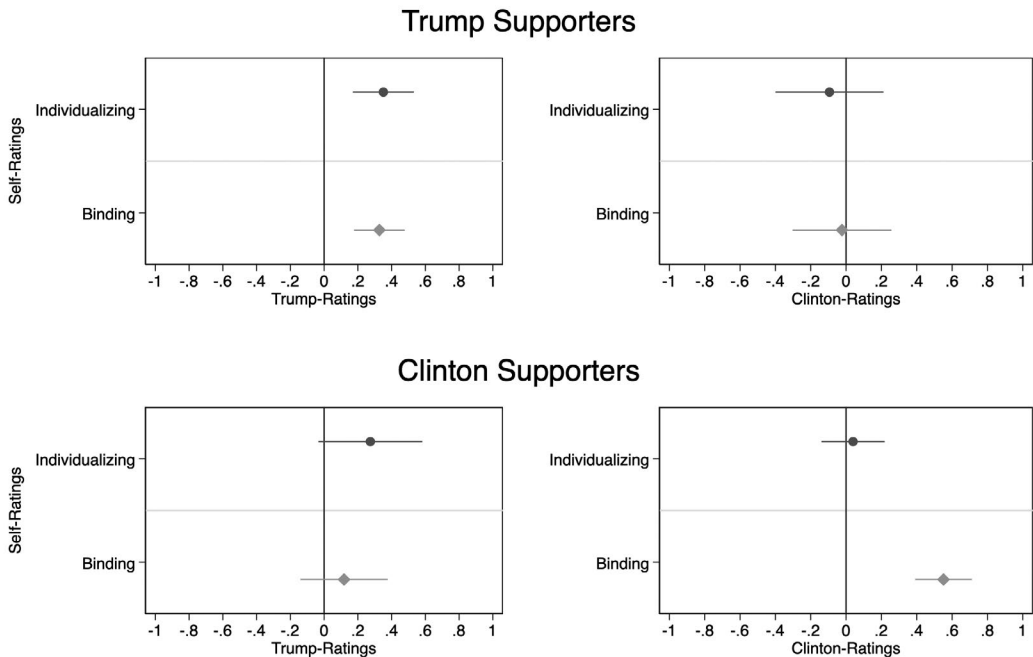 Trump Supporters
Self-Ratings
Individualizing
Binding
-1 -.8 -.6 -.4 -.2 0 .2 .4 .6 .8 1
Trump-Ratings
Individualizing
Binding
-1 -.8 -.6 -.4 -.2 0 .2 .4 .6 .8 1
Clinton-Ratings
Clinton Supporters
Self-Ratings
Individualizing
Binding
-1 -.8 -.6 -.4 -.2 0 .2 .4 .6 .8 1
Trump-Ratings
Individualizing
Binding
-1 -.8 -.6 -.4 -.2 0 .2 .4 .6 .8 1
Clinton-Ratings